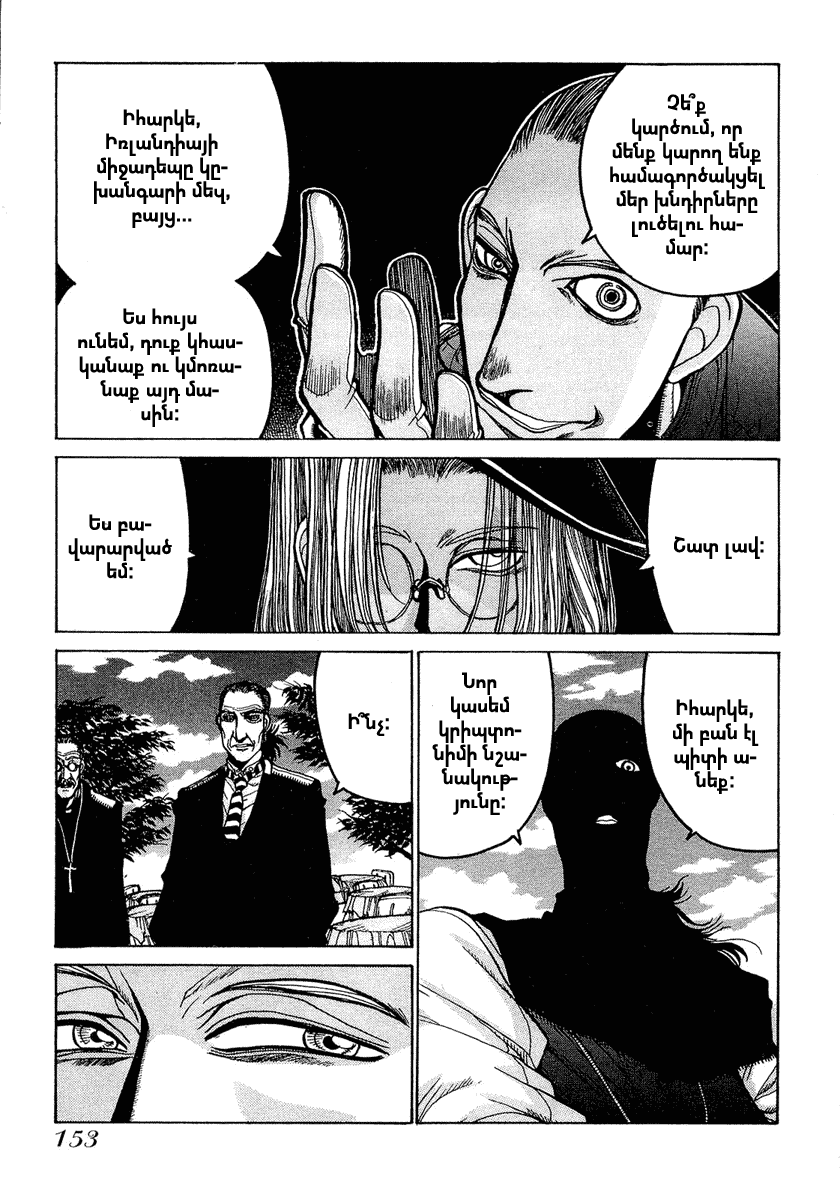 Չե՞ք
կարծում, որ
մենք կարող ենք
համագործակցել
մեր խնդիրները
լուծելու հա-
մար:
Իհարկե,
Իռլանդիայի
միջադեպը կը-
խանգարի մեզ,
բայց...
Ես հույս
ունեմ, դուք կհաս-
կանաք ու կմոռա-
նաք այդ մա-
սին:
Շատ լավ:
Ես բա-
վարարված
եմ:
Իհարկե,
մի բան էլ
պիտի ա-
նեք:
Նոր
կասեմ
կրիպտո-
նիմի նշա-
նակութ-
յունը:
Ի՞նչ:
153